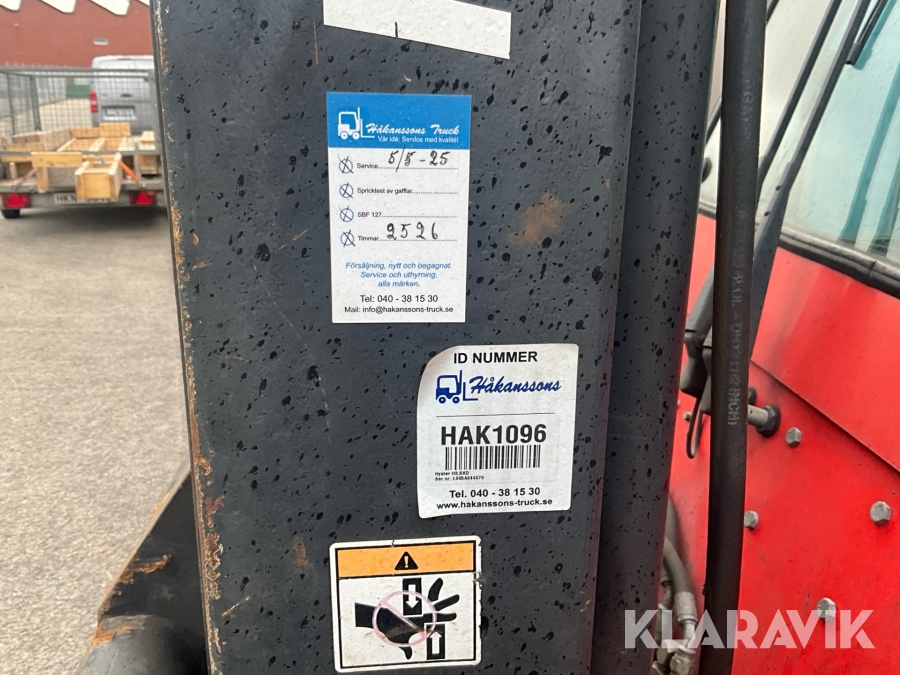 Håkanssons Truck
Vår idé: Service med kvalité!
Service 5/5-25
Spricktest av gafflar
SBF 127
Timmar 2526
Försäljning, nytt och begagnat.
Service och uthyrning,
alla märken.
Tel: 040 - 38 15 30
Mail: info@hakanssons-truck.se
ID NUMMER
Håkanssons
HAK1096
Tel. 040 - 38 15 30
www.hakanssons-truck.se
KLARAVIK